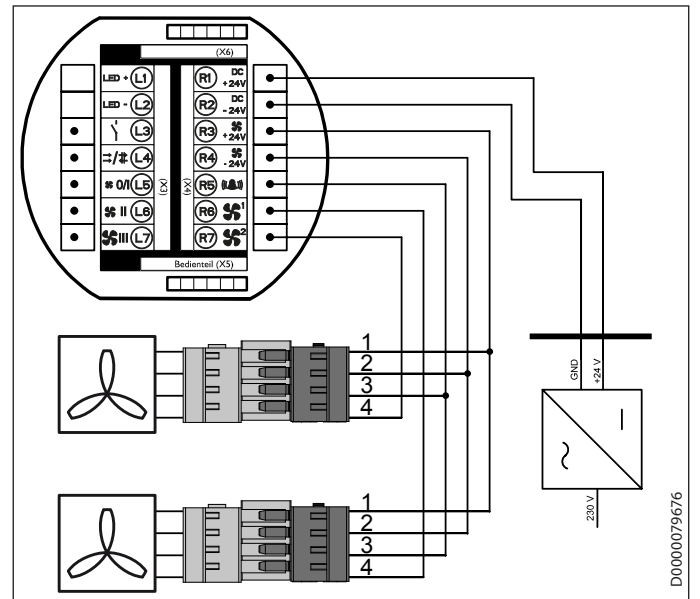 (X6)
LED + L1
LED - L2
L3
L4
0/I L5
II L6
III L7
(X3)
(X4)
R1 DC +24V
R2 DC -24V
R3 +24V
R4 -24V
R5
R6 1
R7 2
Bedienteil (X5)
1
2
3
4
1
2
3
4
GND
+24 V
230 V
D0000079676